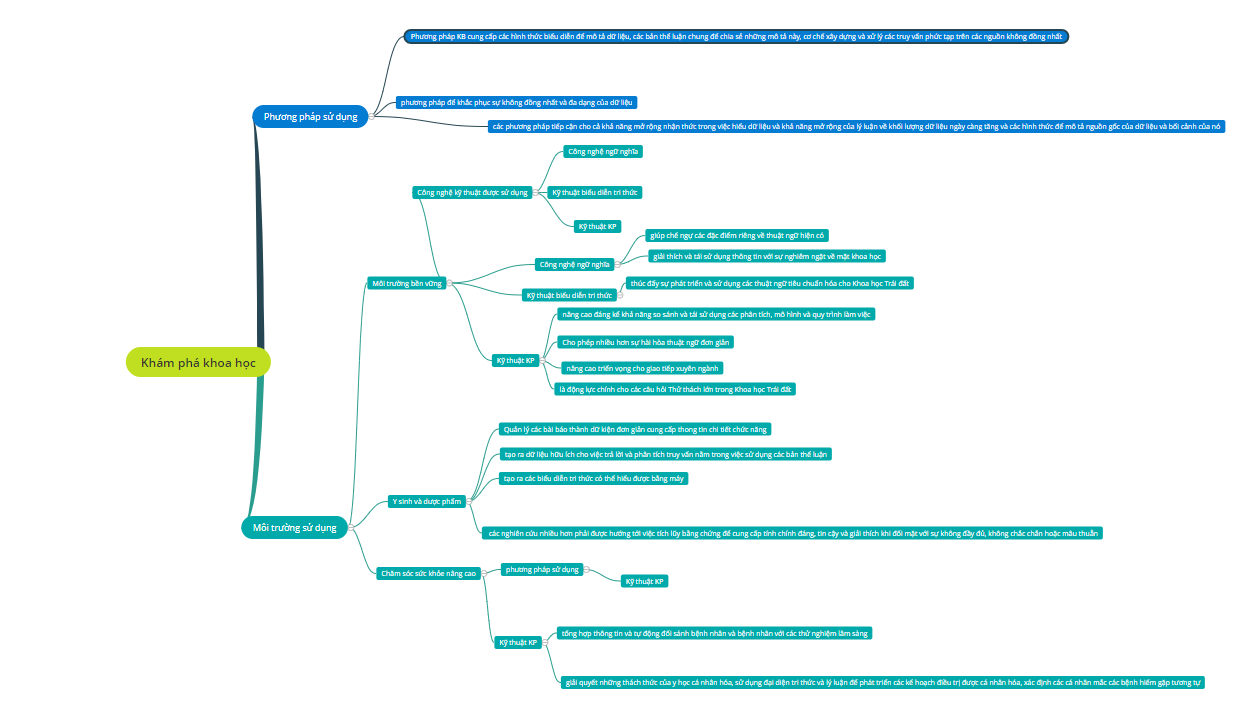 Phương pháp KB cung cấp các hình thức biểu diễn để mô tả dữ liệu, các bản thể luận chung để chia sẻ những mô tả này, cơ chế xây dựng và xử lý các truy vấn phức tạp trên các nguồn không đồng nhất
phương pháp để khắc phục sự không đồng nhất và đa dạng của dữ liệu
Phương pháp sử dụng
các phương pháp tiếp cận cho cả khả năng mở rộng nhận thức trong việc hiểu dữ liệu và khả năng mở rộng của lý luận về khối lượng dữ liệu ngày càng tăng và các hình thức để mô tả nguồn gốc của dữ liệu và bối cảnh của nó
Công nghệ ngữ nghĩa
Công nghệ kỹ thuật được sử dụng
Kỹ thuật biểu diễn tri thức
Kỹ thuật KP
giúp chế ngự các đặc điểm riêng về thuật ngữ hiện có
giải thích và tái sử dụng thông tin với sự nghiêm ngặt về mặt khoa học
Công nghệ ngữ nghĩa
Môi trường bền vững
thúc đẩy sự phát triển và sử dụng các thuật ngữ tiêu chuẩn hóa cho Khoa học Trái đất
Kỹ thuật biểu diễn tri thức
nâng cao đáng kể khả năng so sánh và tái sử dụng các phân tích, mô hình và quy trình làm việc
Cho phép nhiều hơn sự hài hòa thuật ngữ đơn giản
Kỹ thuật KP
Khám phá khoa học
nâng cao triển vọng cho giao tiếp xuyên ngành
là động lực chính cho các câu hỏi Thử thách lớn trong Khoa học Trái đất
Quản lý các bài báo thành dữ kiện đơn giản cung cấp thong tin chi tiết chức năng
tạo ra dữ liệu hữu ích cho việc trả lời và phân tích truy vấn nằm trong việc sử dụng các bản thể luận
tạo ra các biểu diễn tri thức có thể hiểu được bằng máy
Y sinh và dược phẩm
Môi trường sử dụng
các nghiên cứu nhiều hơn phải được hướng tới việc tích lũy bằng chứng để cung cấp tính chính đáng, tin cậy và giải thích khi đối mặt với sự không đầy đủ, không chắc chắn hoặc mâu thuẫn
Chăm sóc sức khỏe nâng cao
phương pháp sử dụng
Kỹ thuật KP
tổng hợp thông tin và tự động đối sánh bệnh nhân và bệnh nhân với các thử nghiệm lâm sàng
Kỹ thuật KP
giải quyết những thách thức của y học cá nhân hóa, sử dụng đại diện tri thức và lý luận để phát triển các kế hoạch điều trị được cá nhân hóa, xác định các cá nhân mắc các bệnh hiếm gặp tương tự